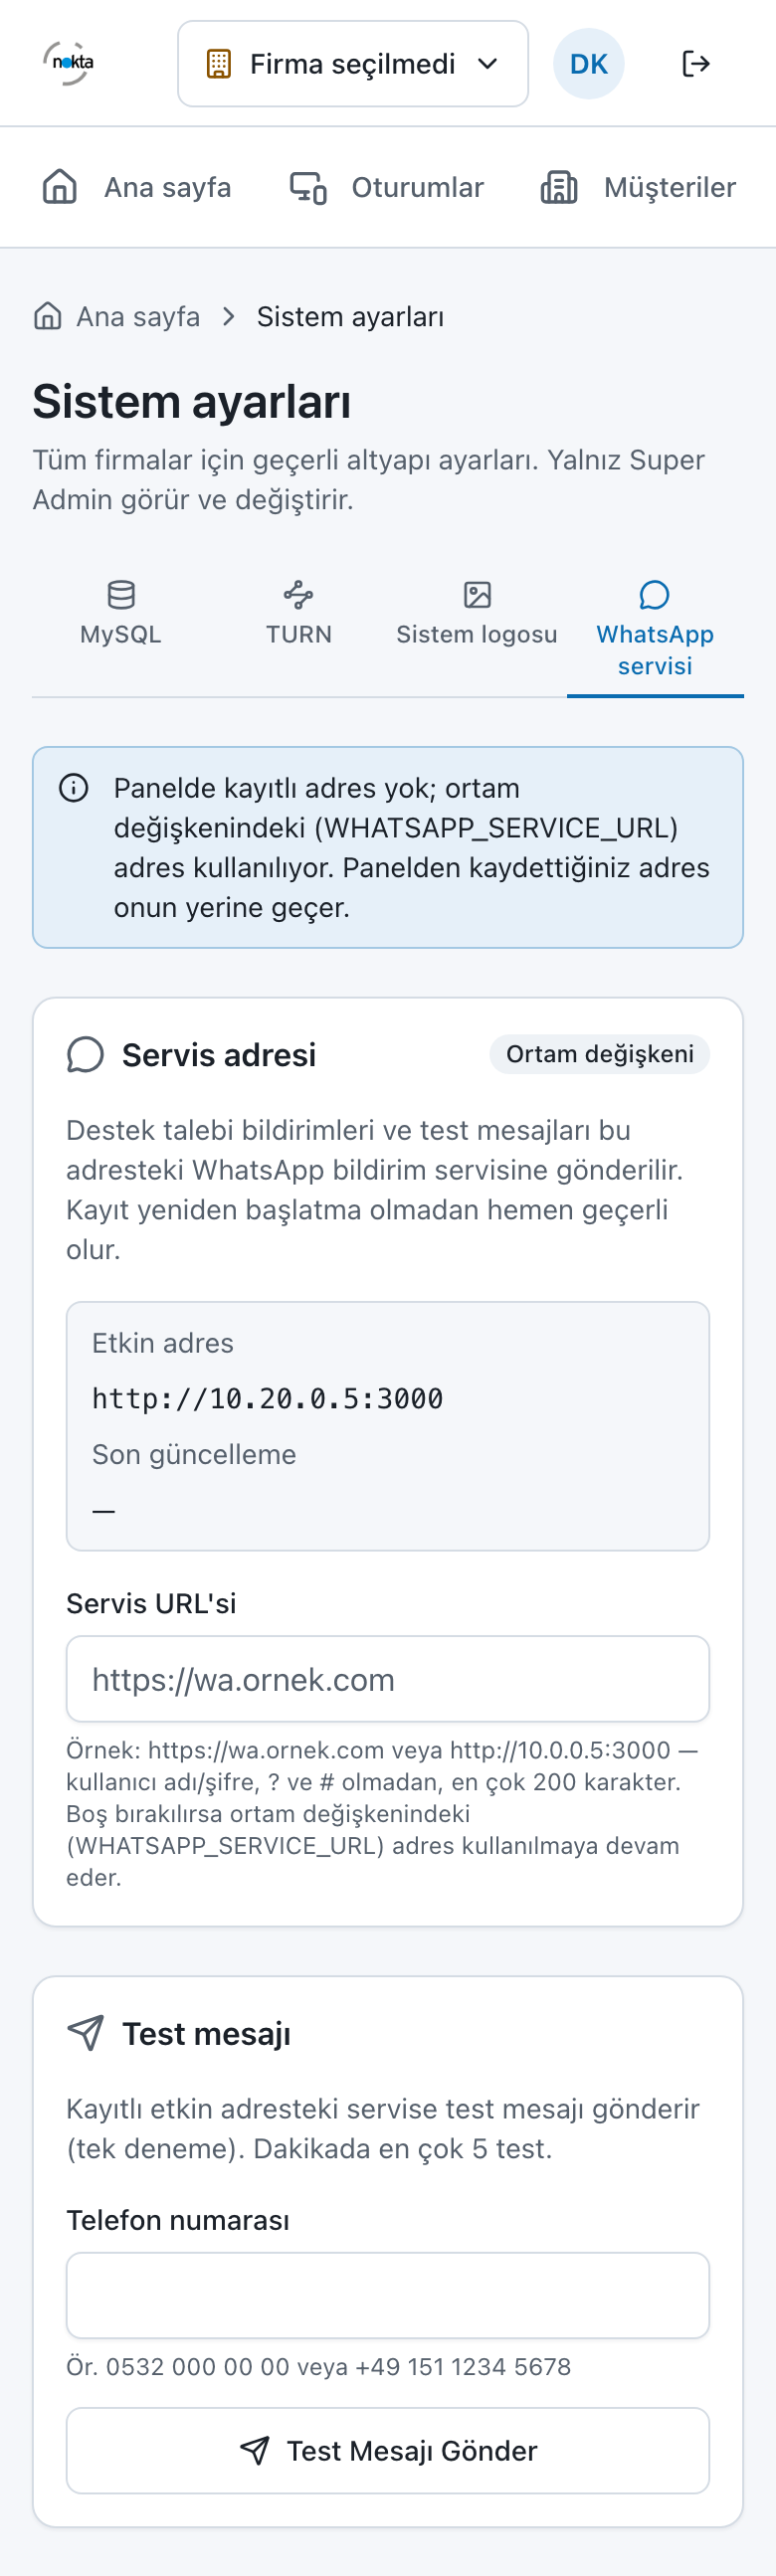 nokta
Firma seçilmedi
DK
Ana sayfa
Oturumlar
Müşteriler
Ana sayfa > Sistem ayarları
Sistem ayarları
Tüm firmalar için geçerli altyapı ayarları. Yalnız Super
Admin görür ve değiştirir.
MySQL
TURN
Sistem logosu
WhatsApp
servisi
Panelde kayıtlı adres yok; ortam
değişkenindeki (WHATSAPP_SERVICE_URL)
adres kullanılıyor. Panelden kaydettiğiniz adres
onun yerine geçer.
Servis adresi
Ortam değişkeni
Destek talebi bildirimleri ve test mesajları bu
adresteki WhatsApp bildirim servisine gönderilir.
Kayıt yeniden başlatma olmadan hemen geçerli
olur.
Etkin adres
http://10.20.0.5:3000
Son güncelleme
—
Servis URL'si
https://wa.ornek.com
Örnek: https://wa.ornek.com veya http://10.0.0.5:3000 —
kullanıcı adı/şifre, ? ve # olmadan, en çok 200 karakter.
Boş bırakılırsa ortam değişkenindeki
(WHATSAPP_SERVICE_URL) adres kullanılmaya devam
eder.
Test mesajı
Kayıtlı etkin adresteki servise test mesajı gönderir
(tek deneme). Dakikada en çok 5 test.
Telefon numarası
Ör. 0532 000 00 00 veya +49 151 1234 5678
Test Mesajı Gönder